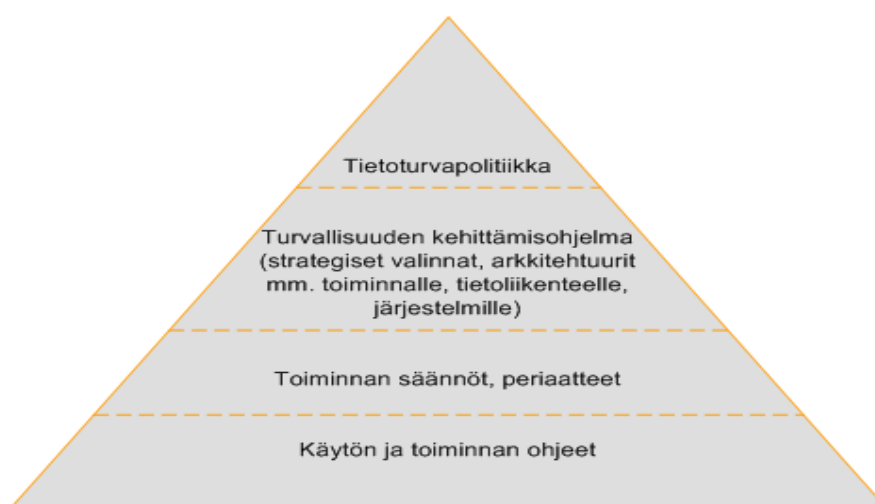 Tietoturvapolitiikka
Turvallisuuden kehittämisohjelma
(strategiset valinnat, arkkitehtuurit
mm. toiminnalle, tietoliikenteelle,
järjestelmille)
Toiminnan säännöt, periaatteet
Käytön ja toiminnan ohjeet